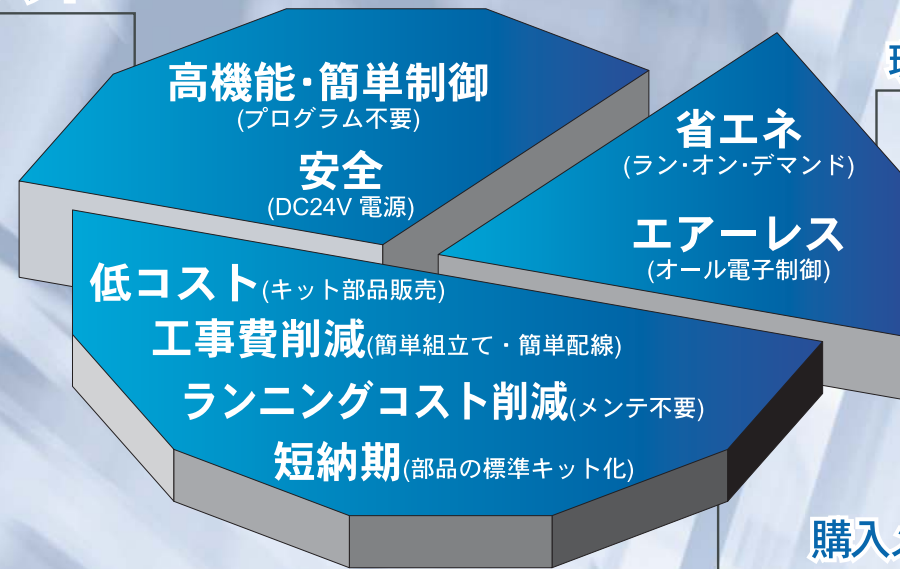 高機能・簡単制御
(プログラム不要)
安全
(DC24V 電源)
省エネ
(ラン・オン・デマンド)
エアーレス
(オール電子制御)
低コスト(キット部品販売)
工事費削減(簡単組立て・簡単配線)
ランニングコスト削減(メンテ不要)
短納期(部品の標準キット化)
購入